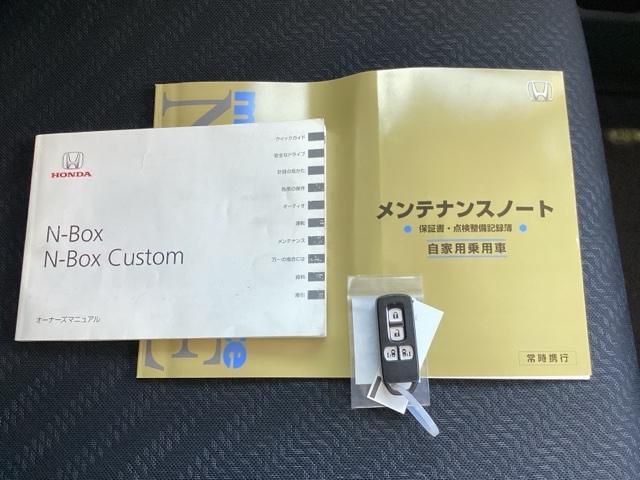 HONDA
N-Box
N-Box Custom
オーナーズマニュアル
クイックガイド
安全なドライブ
計器の見かた
各部の操作
オーディオ
運転
メンテナンス
万一の場合には
資料
索引
メンテナンスノート
保証書・点検整備記録簿
自家用乗用車
常時携行